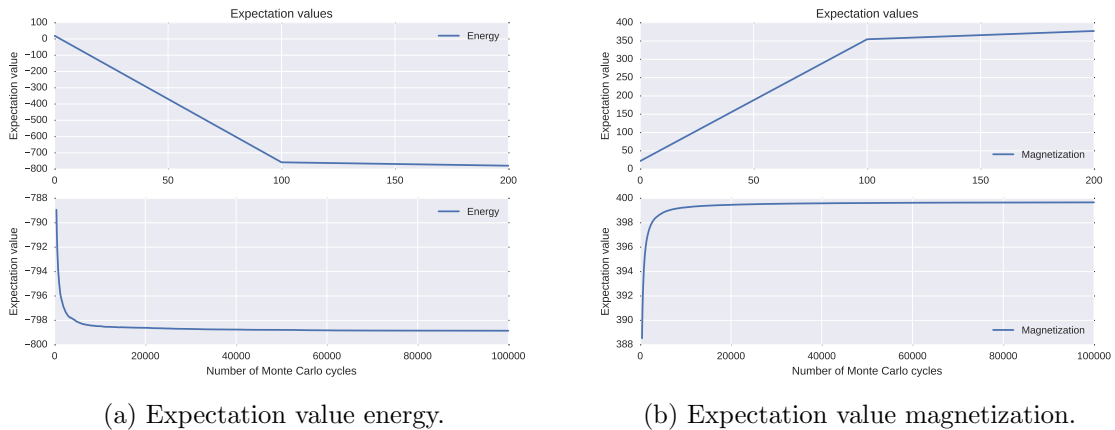 Expectation values
Expectation value
100
0
−100
−200
−300
−400
−500
−600
−700
−800
Energy
0 50 100 150 200
Expectation value
−788
−790
−792
−794
−796
−798
−800
Energy
0 20000 40000 60000 80000 100000
Number of Monte Carlo cycles
(a) Expectation value energy.
Expectation values
Expectation value
400
350
300
250
200
150
100
50
0
Magnetization
0 50 100 150 200
Expectation value
400
398
396
394
392
390
388
Magnetization
0 20000 40000 60000 80000 100000
Number of Monte Carlo cycles
(b) Expectation value magnetization.